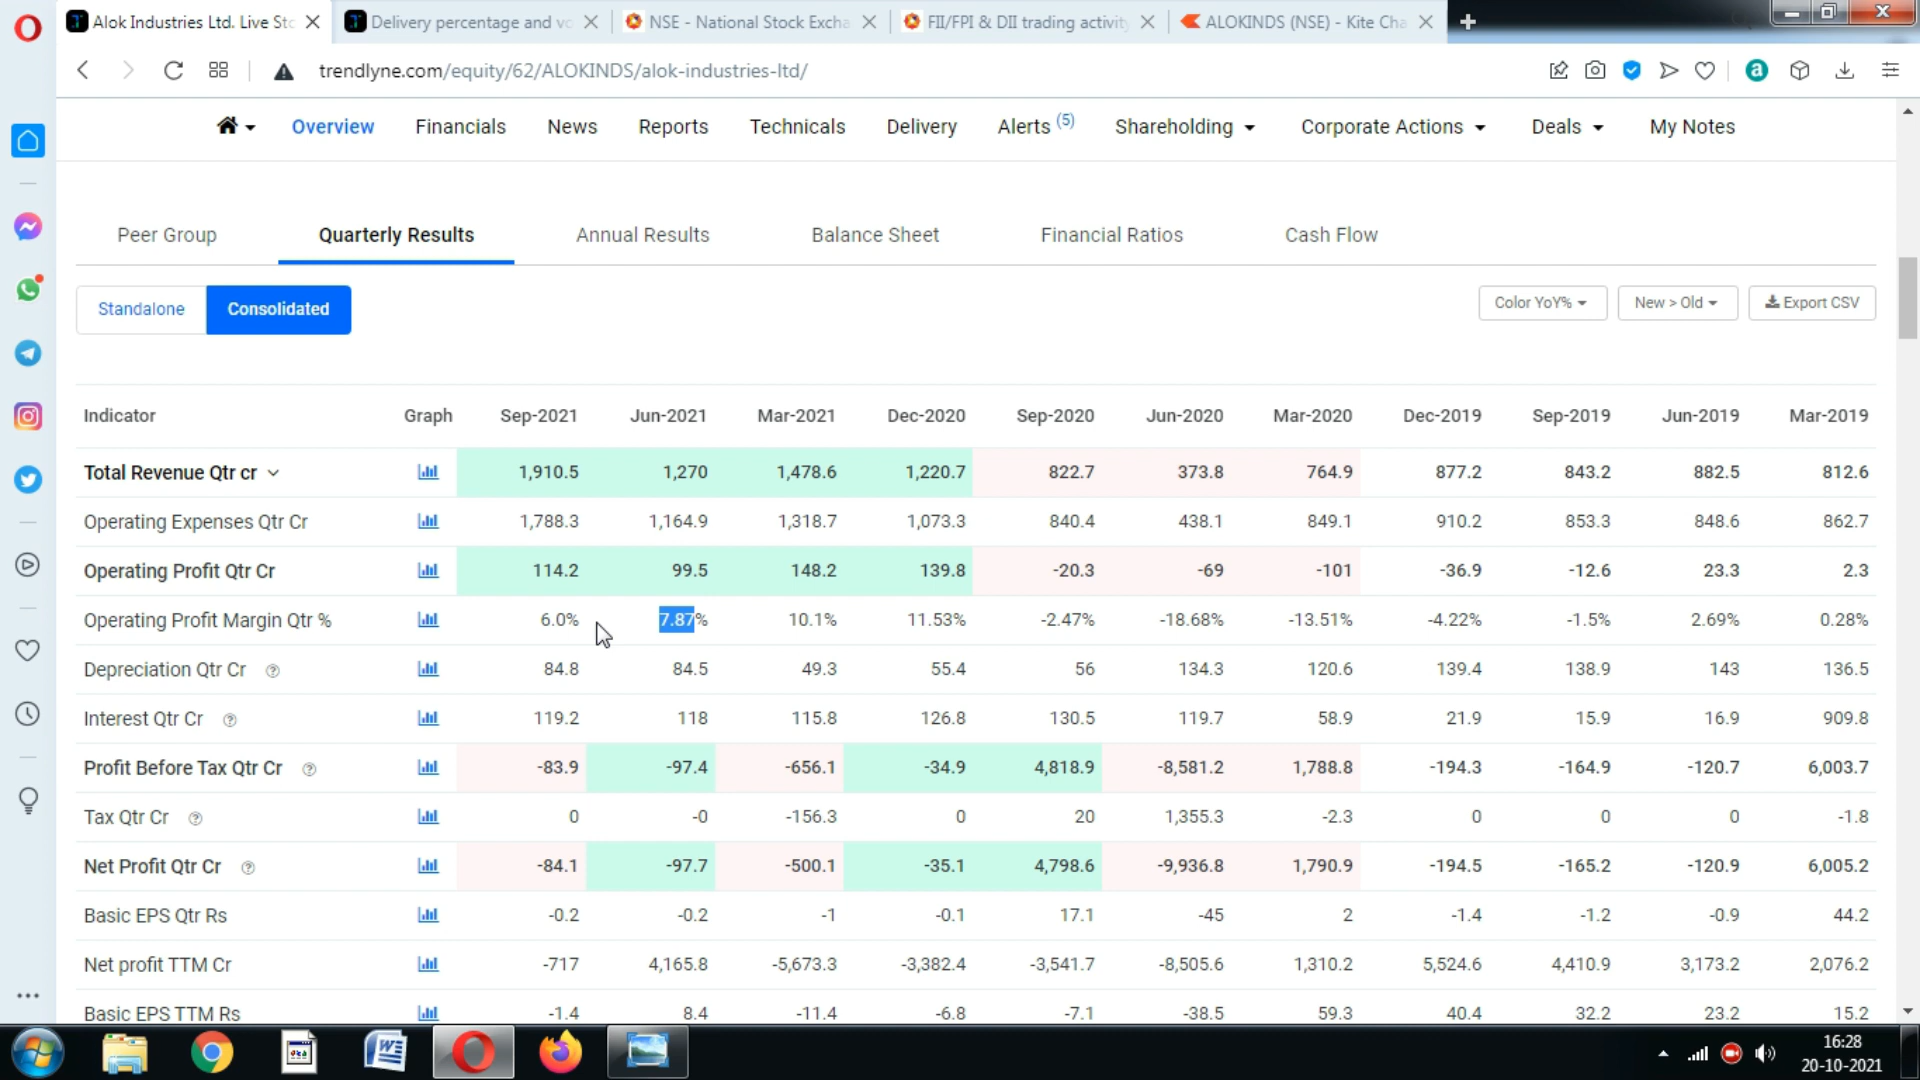 Alok Industries Ltd. Live Sto
Delivery percentage and vo
NSE - National Stock Excha
FII/FPI & DII trading activity
ALOKINDS (NSE) - Kite Cha
trendlyne.com/equity/62/ALOKINDS/alok-industries-ltd/
Overview Financials News Reports Technicals Delivery Alerts (5) Shareholding Corporate Actions Deals My Notes
Peer Group Quarterly Results Annual Results Balance Sheet Financial Ratios Cash Flow
Standalone Consolidated Color YoY% New > Old Export CSV
Indicator Graph Sep-2021 Jun-2021 Mar-2021 Dec-2020 Sep-2020 Jun-2020 Mar-2020 Dec-2019 Sep-2019 Jun-2019 Mar-2019
Total Revenue Qtr cr 1,910.5 1,270 1,478.6 1,220.7 822.7 373.8 764.9 877.2 843.2 882.5 812.6
Operating Expenses Qtr Cr 1,788.3 1,164.9 1,318.7 1,073.3 840.4 438.1 849.1 910.2 853.3 848.6 862.7
Operating Profit Qtr Cr 114.2 99.5 148.2 139.8 -20.3 -69 -101 -36.9 -12.6 23.3 2.3
Operating Profit Margin Qtr % 6.0% 7.87% 10.1% 11.53% -2.47% -18.68% -13.51% -4.22% -1.5% 2.69% 0.28%
Depreciation Qtr Cr 84.8 84.5 49.3 55.4 56 134.3 120.6 139.4 138.9 143 136.5
Interest Qtr Cr 119.2 118 115.8 126.8 130.5 119.7 58.9 21.9 15.9 16.9 909.8
Profit Before Tax Qtr Cr -83.9 -97.4 -656.1 -34.9 4,818.9 -8,581.2 1,788.8 -194.3 -164.9 -120.7 6,003.7
Tax Qtr Cr 0 -0 -156.3 0 20 1,355.3 -2.3 0 0 0 -1.8
Net Profit Qtr Cr -84.1 -97.7 -500.1 -35.1 4,798.6 -9,936.8 1,790.9 -194.5 -165.2 -120.9 6,005.2
Basic EPS Qtr Rs -0.2 -0.2 -1 -0.1 17.1 -45 2 -1.4 -1.2 -0.9 44.2
Net profit TTM Cr -717 4,165.8 -5,673.3 -3,382.4 -3,541.7 -8,505.6 1,310.2 5,524.6 4,410.9 3,173.2 2,076.2
Basic EPS TTM Rs -1.4 8.4 -11.4 -6.8 -7.1 -38.5 59.3 40.4 32.2 23.2 15.2
16:28
20-10-2021